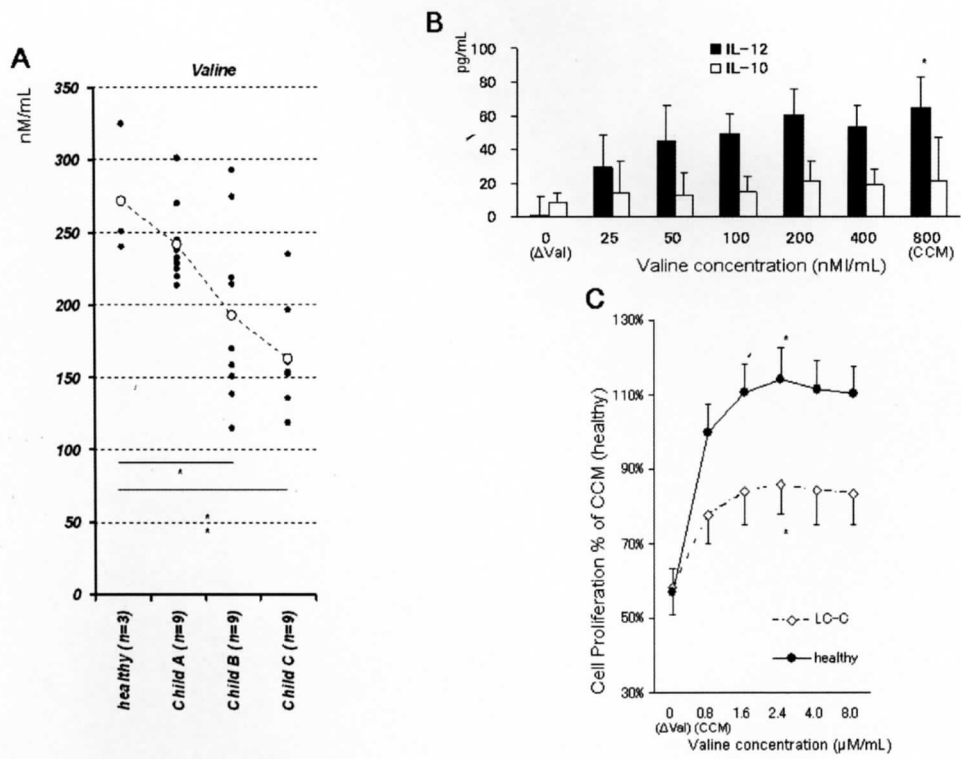 A
Valine
nM/mL
350
300
250
200
150
100
50
0
*
*
*
healthy (n=3)
Child A (n=9)
Child B (n=9)
Child C (n=9)
B
pg/mL
100
80
60
40
20
0
IL-12
IL-10
*
0 25 50 100 200 400 800
(ΔVal) (CCM)
Valine concentration (nMl/mL)
C
Cell Proliferation % of CCM (healthy)
130%
110%
90%
70%
50%
30%
*
*
LC-C
healthy
0 0.8 1.6 2.4 4.0 8.0
(ΔVal) (CCM)
Valine concentration (μM/mL)